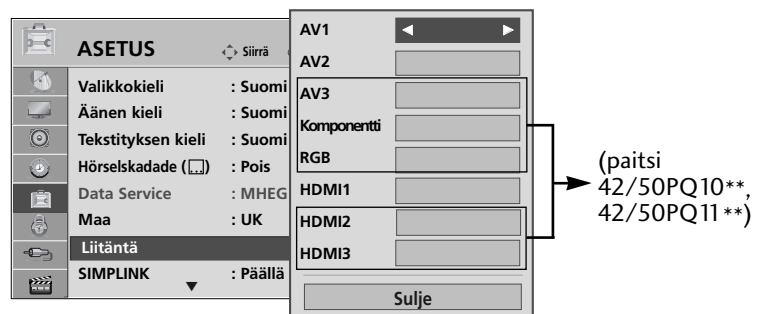 ASETUS
Siirrä
Valikkokieli : Suomi
Äänen kieli : Suomi
Tekstityksen kieli : Suomi
Hörselskadade ( ) : Pois
Data Service : MHEG
Maa : UK
Liitäntä
SIMPLINK : Päällä
AV1
AV2
AV3
Komponentti
RGB
HDMI1
HDMI2
HDMI3
Sulje
(paitsi
42/50PQ10**,
42/50PQ11**)